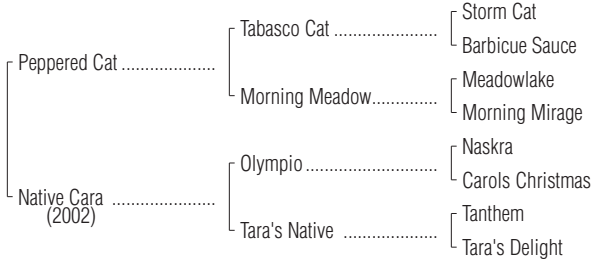 Storm Cat
Tabasco Cat ......................
Barbicue Sauce
Peppered Cat ....................
Meadowlake
Morning Meadow..............
Morning Mirage
Naskra
Olympio ............................
Carols Christmas
Native Cara ......................
(2002)
Tanthem
Tara's Native ....................
Tara's Delight